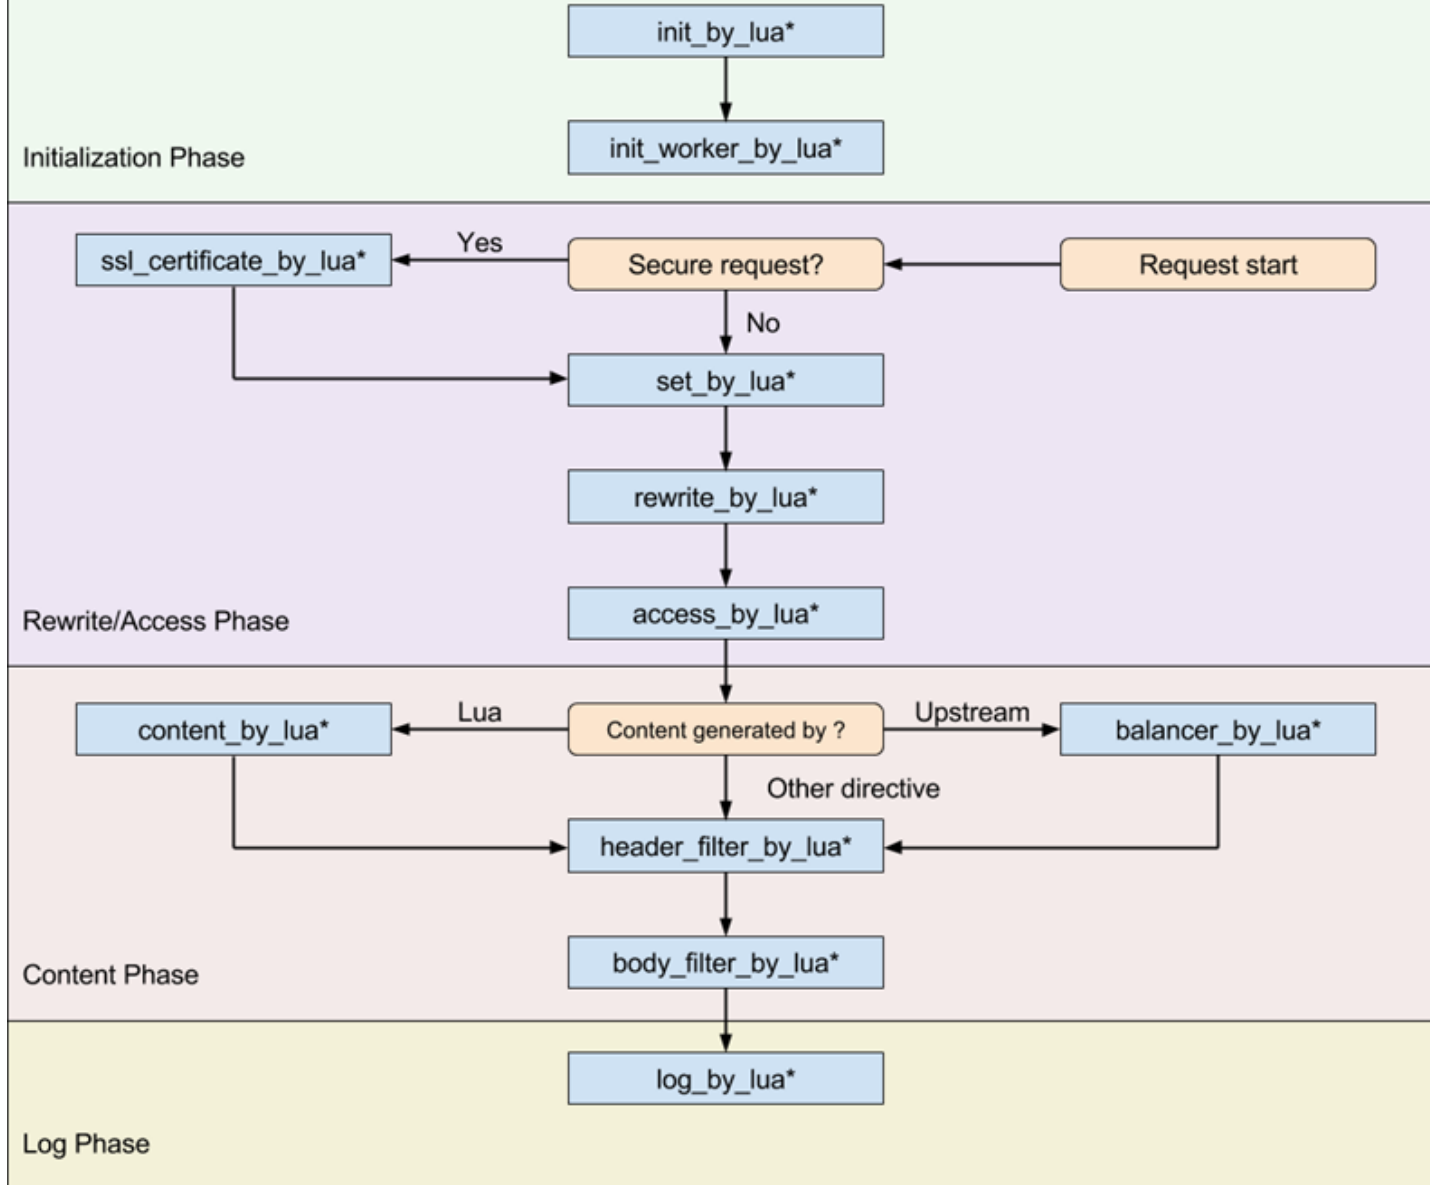 init_by_lua*
init_worker_by_lua*
Initialization Phase
ssl_certificate_by_lua*
Yes
Secure request?
Request start
No
set_by_lua*
rewrite_by_lua*
access_by_lua*
Rewrite/Access Phase
content_by_lua*
Lua
Content generated by ?
Upstream
balancer_by_lua*
Other directive
header_filter_by_lua*
body_filter_by_lua*
Content Phase
log_by_lua*
Log Phase